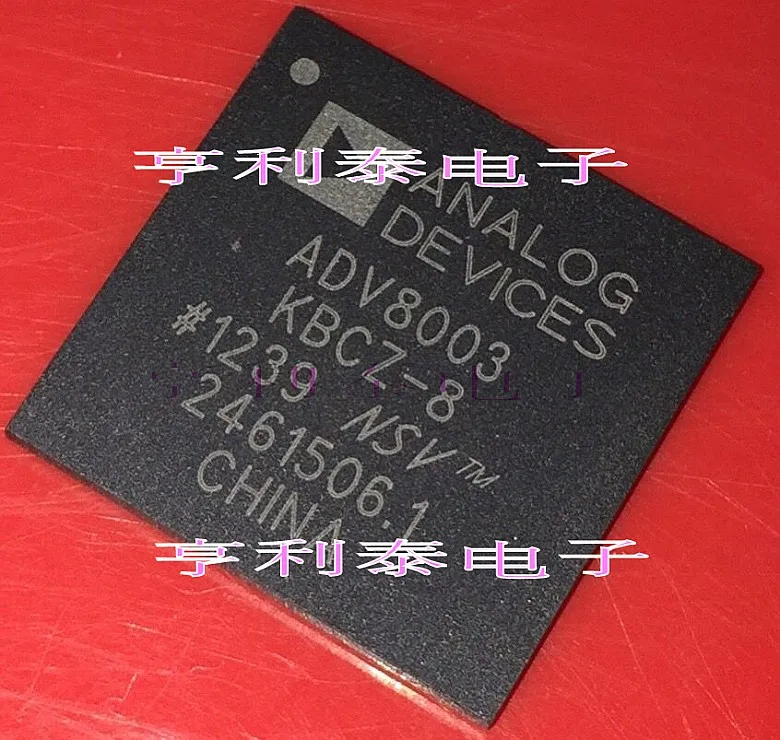 亨利泰电子
ANALOG
DEVICES
ADV8003
KBCZ-8
#1239 NSV™
2461506.1
CHINA
亨利泰电子